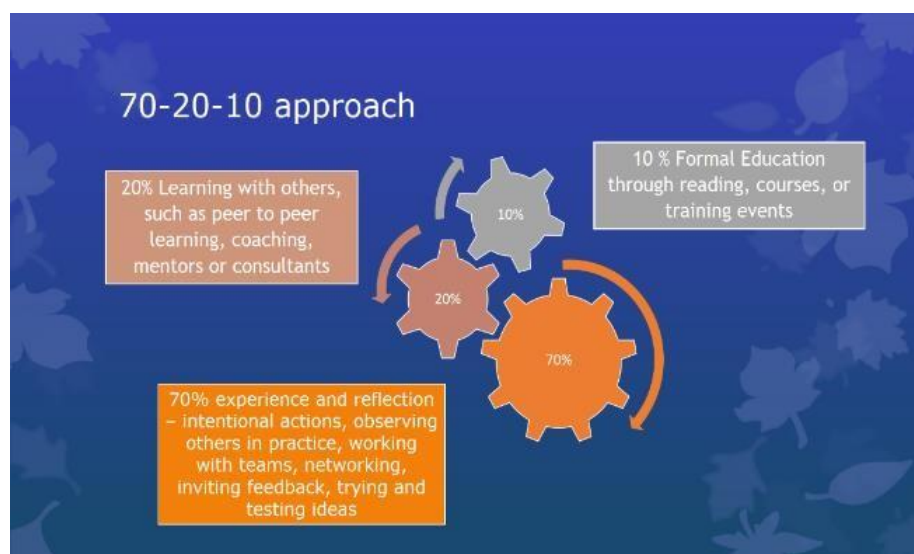 70-20-10 approach
20% Learning with others,
such as peer to peer
learning, coaching,
mentors or consultants
10 % Formal Education
through reading, courses, or
training events
10%
20%
70%
70% experience and reflection
– intentional actions, observing
others in practice, working
with teams, networking,
inviting feedback, trying and
testing ideas